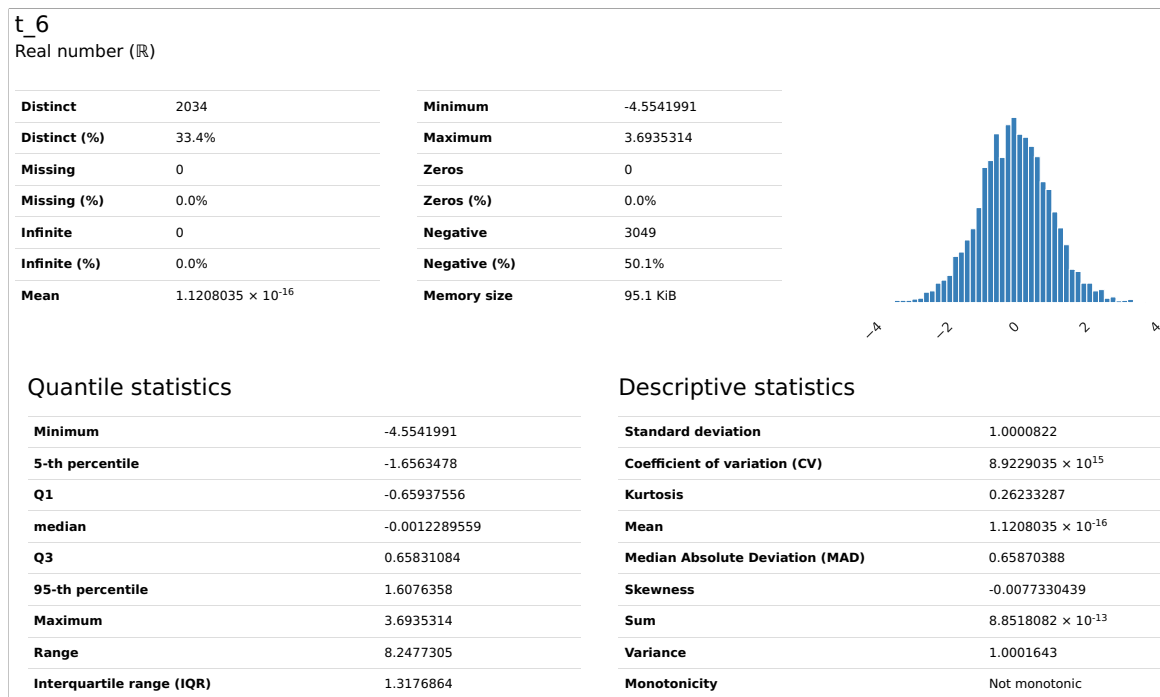 t_6
Real number (ℝ)
Distinct 2034
Distinct (%) 33.4%
Missing 0
Missing (%) 0.0%
Infinite 0
Infinite (%) 0.0%
Mean 1.1208035 × 10-16
Minimum -4.5541991
Maximum 3.6935314
Zeros 0
Zeros (%) 0.0%
Negative 3049
Negative (%) 50.1%
Memory size 95.1 KiB
−4 −2 0 2 4
Quantile statistics
Minimum -4.5541991
5-th percentile -1.6563478
Q1 -0.65937556
median -0.0012289559
Q3 0.65831084
95-th percentile 1.6076358
Maximum 3.6935314
Range 8.2477305
Interquartile range (IQR) 1.3176864
Descriptive statistics
Standard deviation 1.0000822
Coefficient of variation (CV) 8.9229035 × 1015
Kurtosis 0.26233287
Mean 1.1208035 × 10-16
Median Absolute Deviation (MAD) 0.65870388
Skewness -0.0077330439
Sum 8.8518082 × 10-13
Variance 1.0001643
Monotonicity Not monotonic